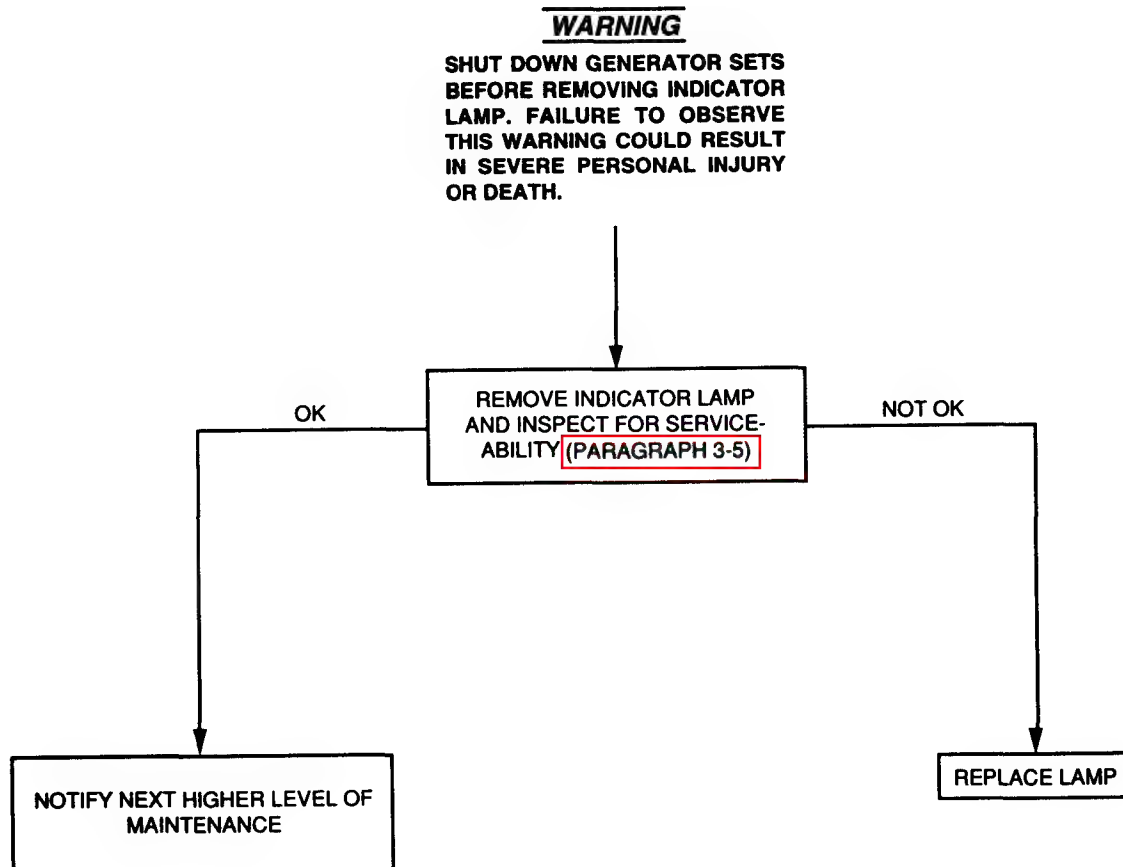 WARNING
SHUT DOWN GENERATOR SETS
BEFORE REMOVING INDICATOR
LAMP. FAILURE TO OBSERVE
THIS WARNING COULD RESULT
IN SEVERE PERSONAL INJURY
OR DEATH.
REMOVE INDICATOR LAMP
AND INSPECT FOR SERVICE-
ABILITY (PARAGRAPH 3-5)
OK
NOT OK
NOTIFY NEXT HIGHER LEVEL OF
MAINTENANCE
REPLACE LAMP